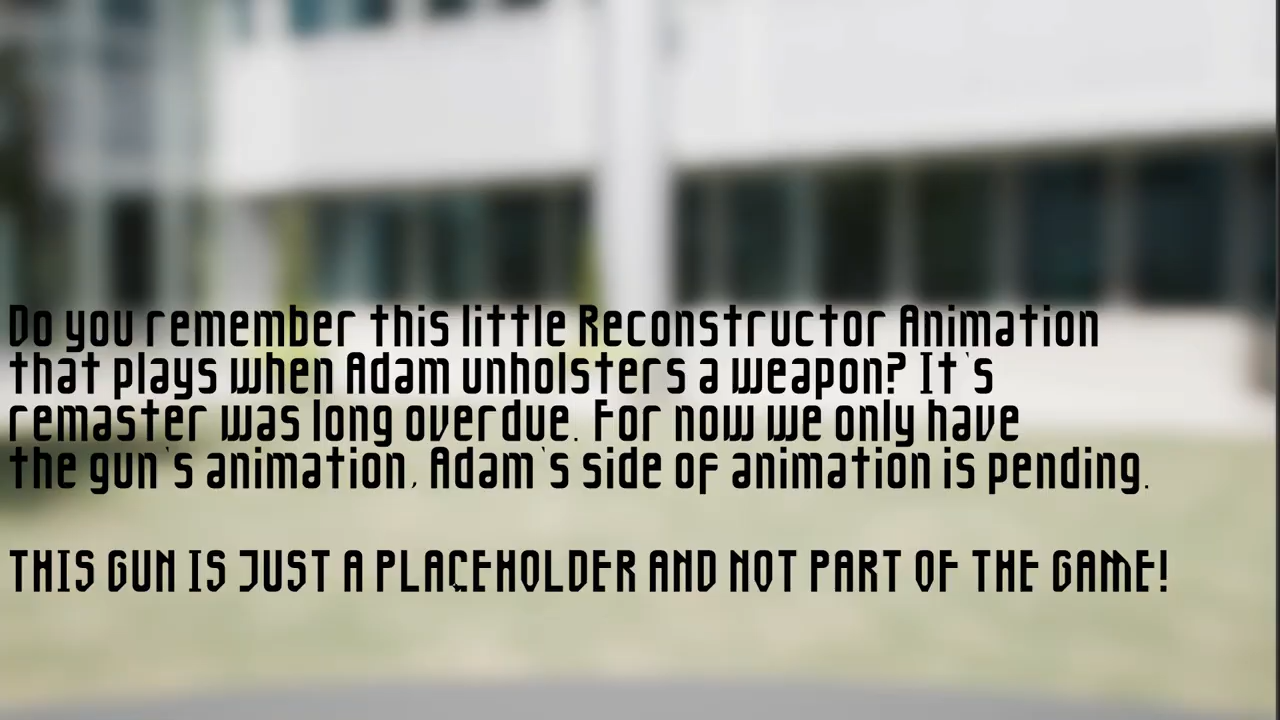 Do you remember this little Reconstructor Animation
that plays when Adam unholsters a weapon? It's
remaster was long overdue. For now we only have
the gun's animation, Adam's side of animation is pending.
THIS GUN IS JUST A PLACEHOLDER AND NOT PART OF THE GAME!